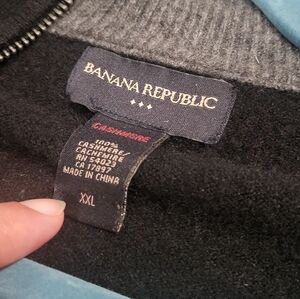 BANANA REPUBLIC
CASHMERE
100%
CASHMERE/
CACHEMIRE
RN 54023
CA 17897
MADE IN CHINA
XXL